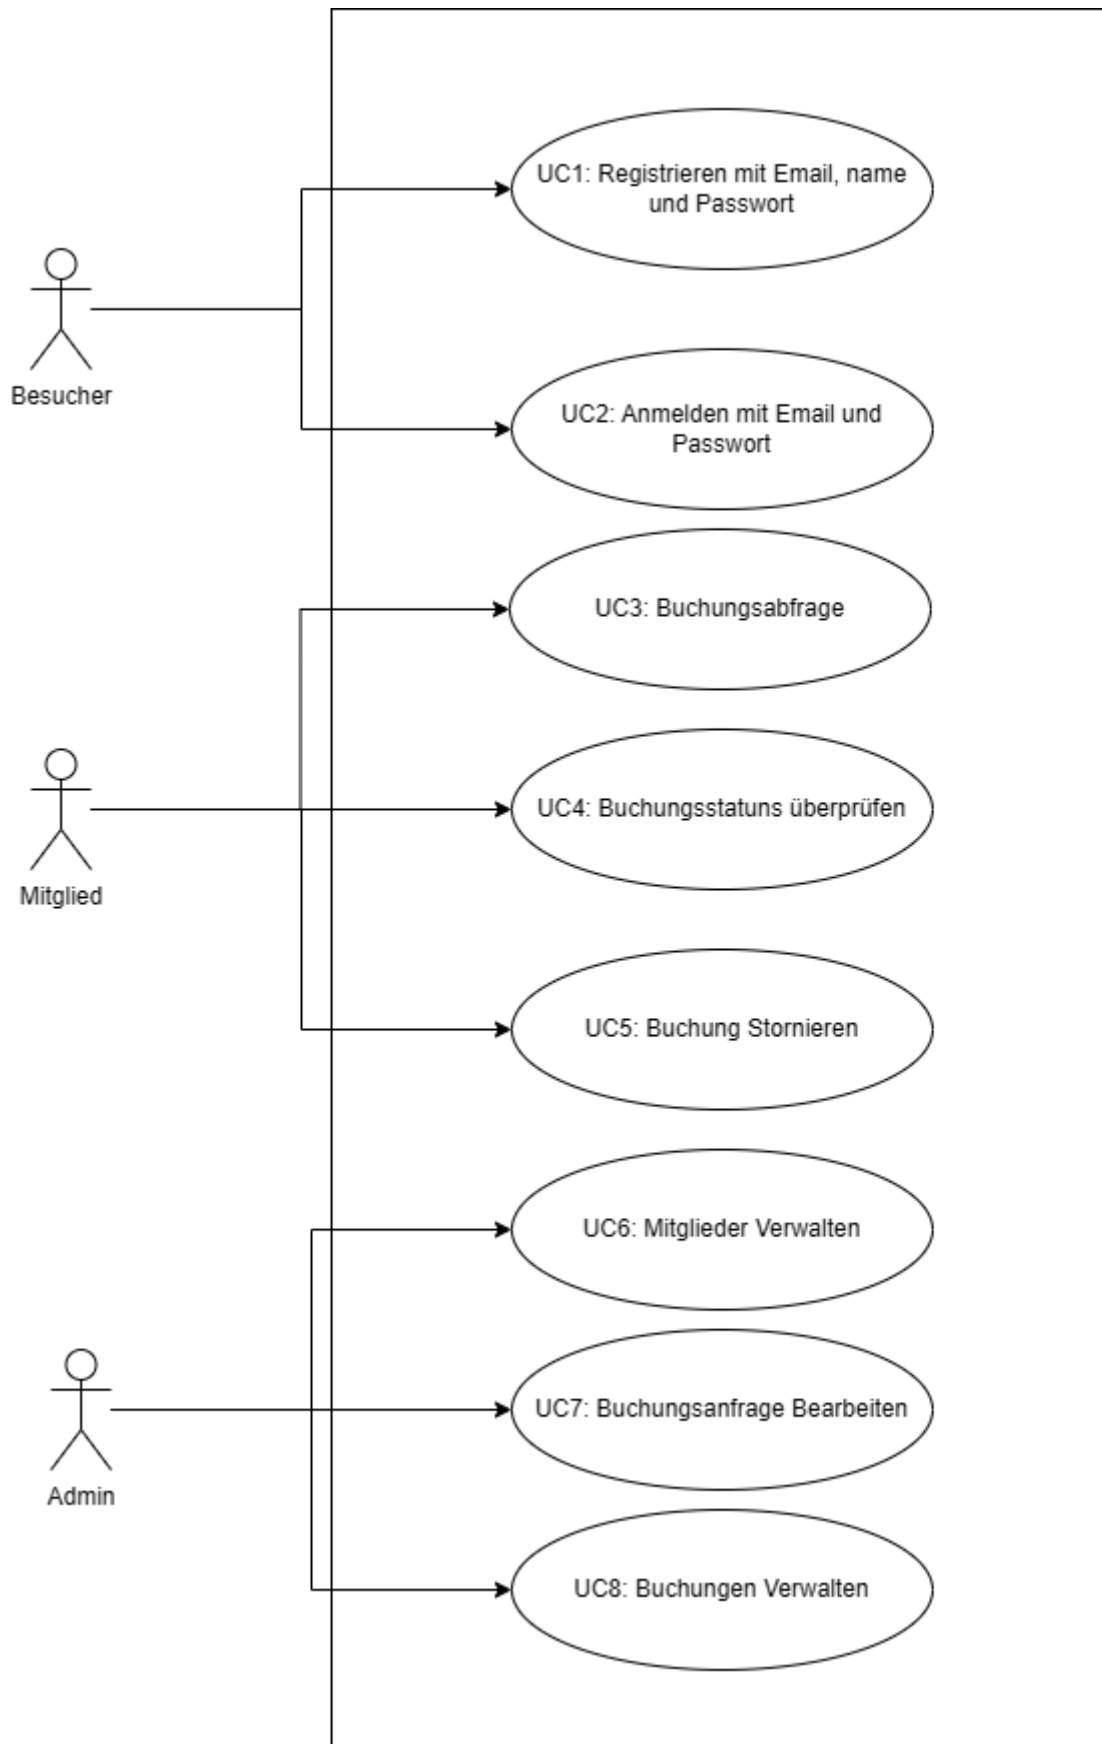 UC1: Registrieren mit Email, name
und Passwort
Besucher
UC2: Anmelden mit Email und
Passwort
UC3: Buchungsabfrage
UC4: Buchungsstatuns überprüfen
Mitglied
UC5: Buchung Stornieren
UC6: Mitglieder Verwalten
UC7: Buchungsanfrage Bearbeiten
Admin
UC8: Buchungen Verwalten